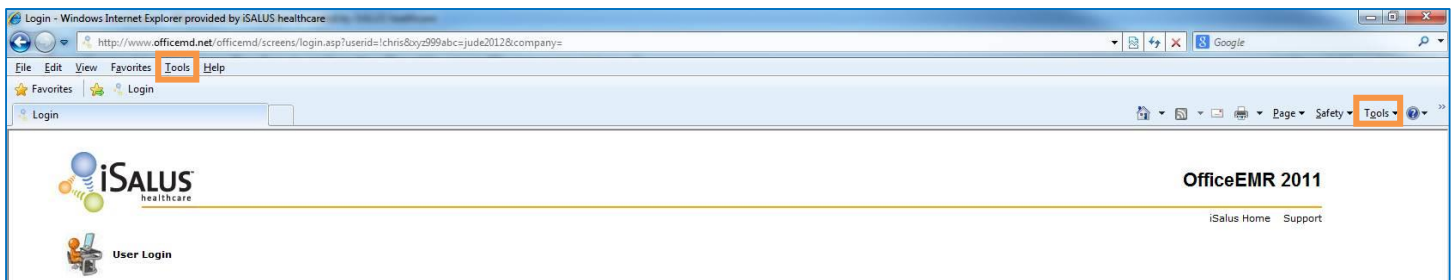 Login - Windows Internet Explorer provided by iSALUS healthcare
http://www.officemd.net/officemd/screens/login.asp?userid=!chris&xyz999abc=jude2012&company=
Google
File Edit View Favorites Tools Help
Favorites Login
Login
Page Safety Tools
iSALUS healthcare
OfficeEMR 2011
iSalus Home Support
User Login